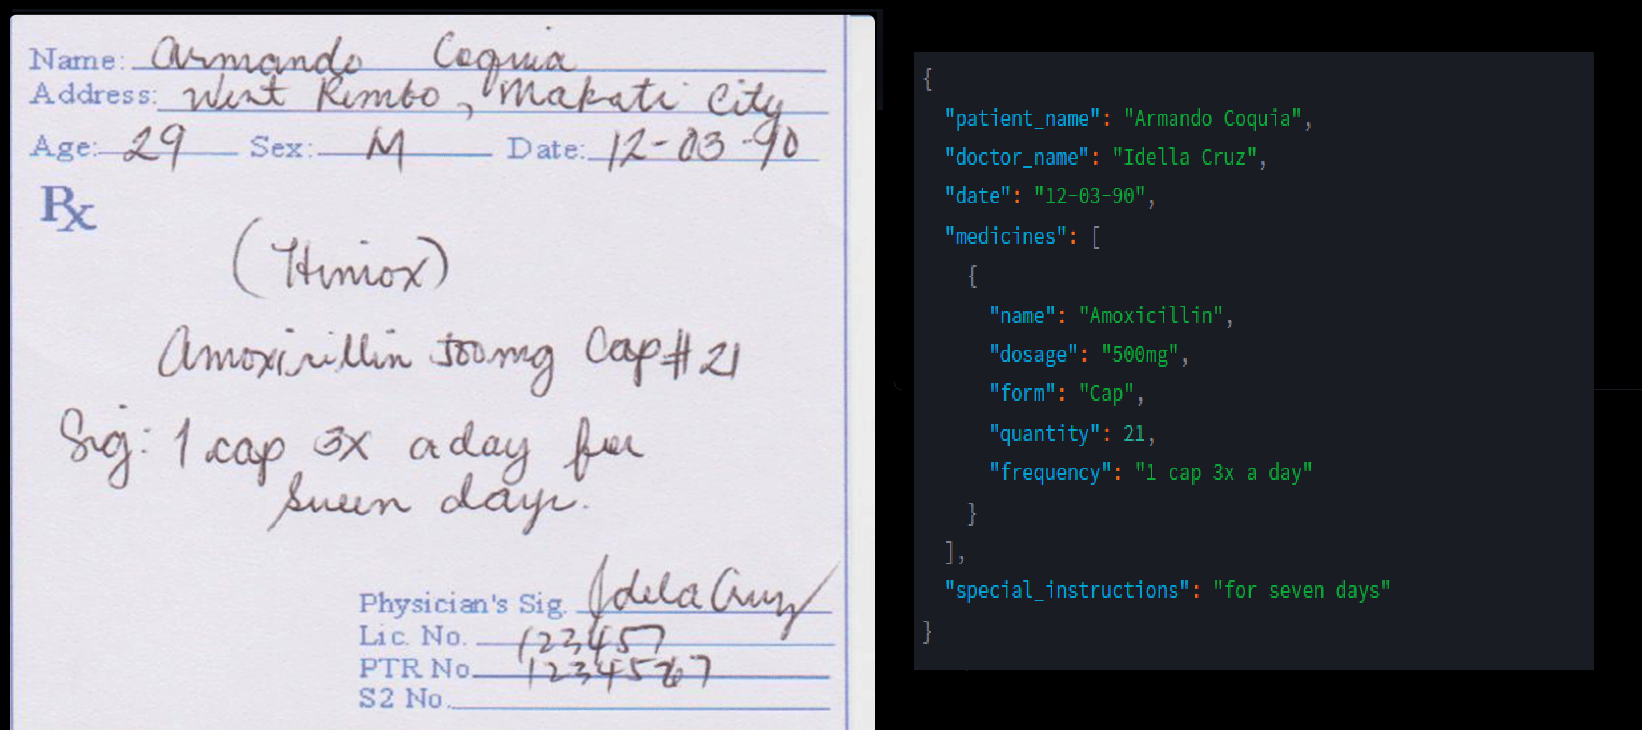 Name: Armando Coquia
Address: West Rembo, Makati City
Age: 29 Sex: M Date: 12-03-90
Rx
(Himox)
Amoxicillin 500mg Cap #21
Sig: 1 cap 3x a day for
seven days.
Physician's Sig. Idela Cruz
Lic. No. 123457
PTR No. 1234567
S2 No.
{
"patient_name": "Armando Coquia",
"doctor_name": "Idella Cruz",
"date": "12-03-90",
"medicines": [
{
"name": "Amoxicillin",
"dosage": "500mg",
"form": "Cap",
"quantity": 21,
"frequency": "1 cap 3x a day"
}
],
"special_instructions": "for seven days"
}